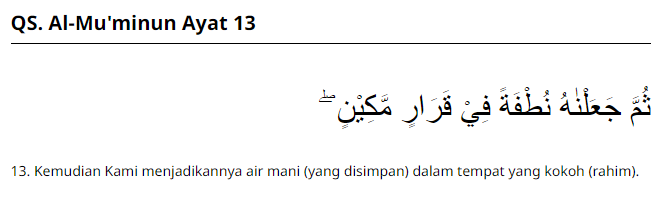 QS. Al-Mu'minun Ayat 13
ثُمَّ جَعَلْنٰهُ نُطْفَةً فِيْ قَرَارٍ مَّكِيْنٍ ۖ
13. Kemudian Kami menjadikannya air mani (yang disimpan) dalam tempat yang kokoh (rahim).